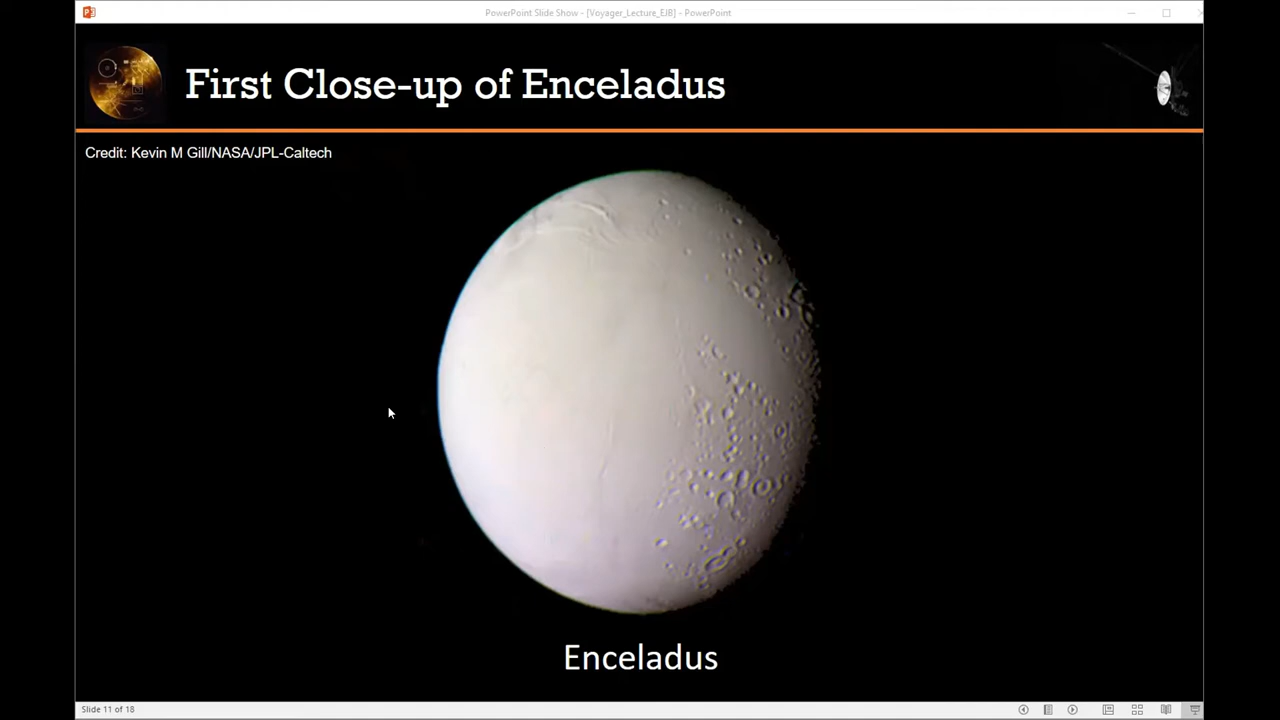 PowerPoint Slide Show - [Voyager_Lecture_EJB] - PowerPoint
First Close-up of Enceladus
Credit: Kevin M Gill/NASA/JPL-Caltech
Enceladus
Slide 11 of 18